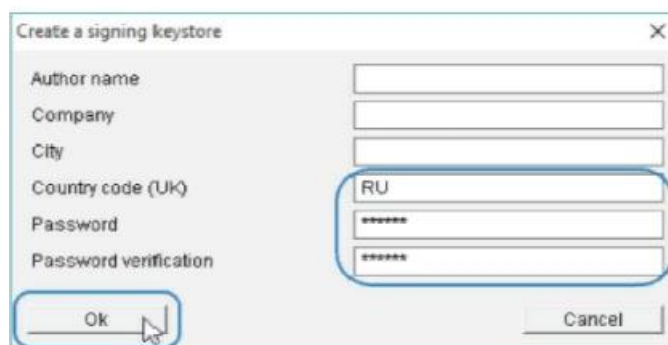 Create a signing keystore
Author name
Company
City
Country code (UK) RU
Password ******
Password verification ******
Ok Cancel